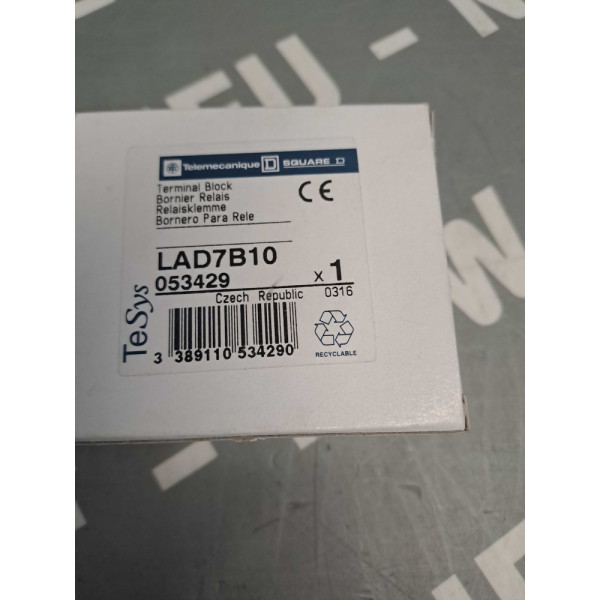 Telemecanique D SQUARE D
Terminal Block
Bornier Relais
Relaisklemme
Bornero Para Rele
CE
LAD7B10
053429
x 1
Czech Republic 0316
TeSys
3 389110 534290
RECYCLABLE